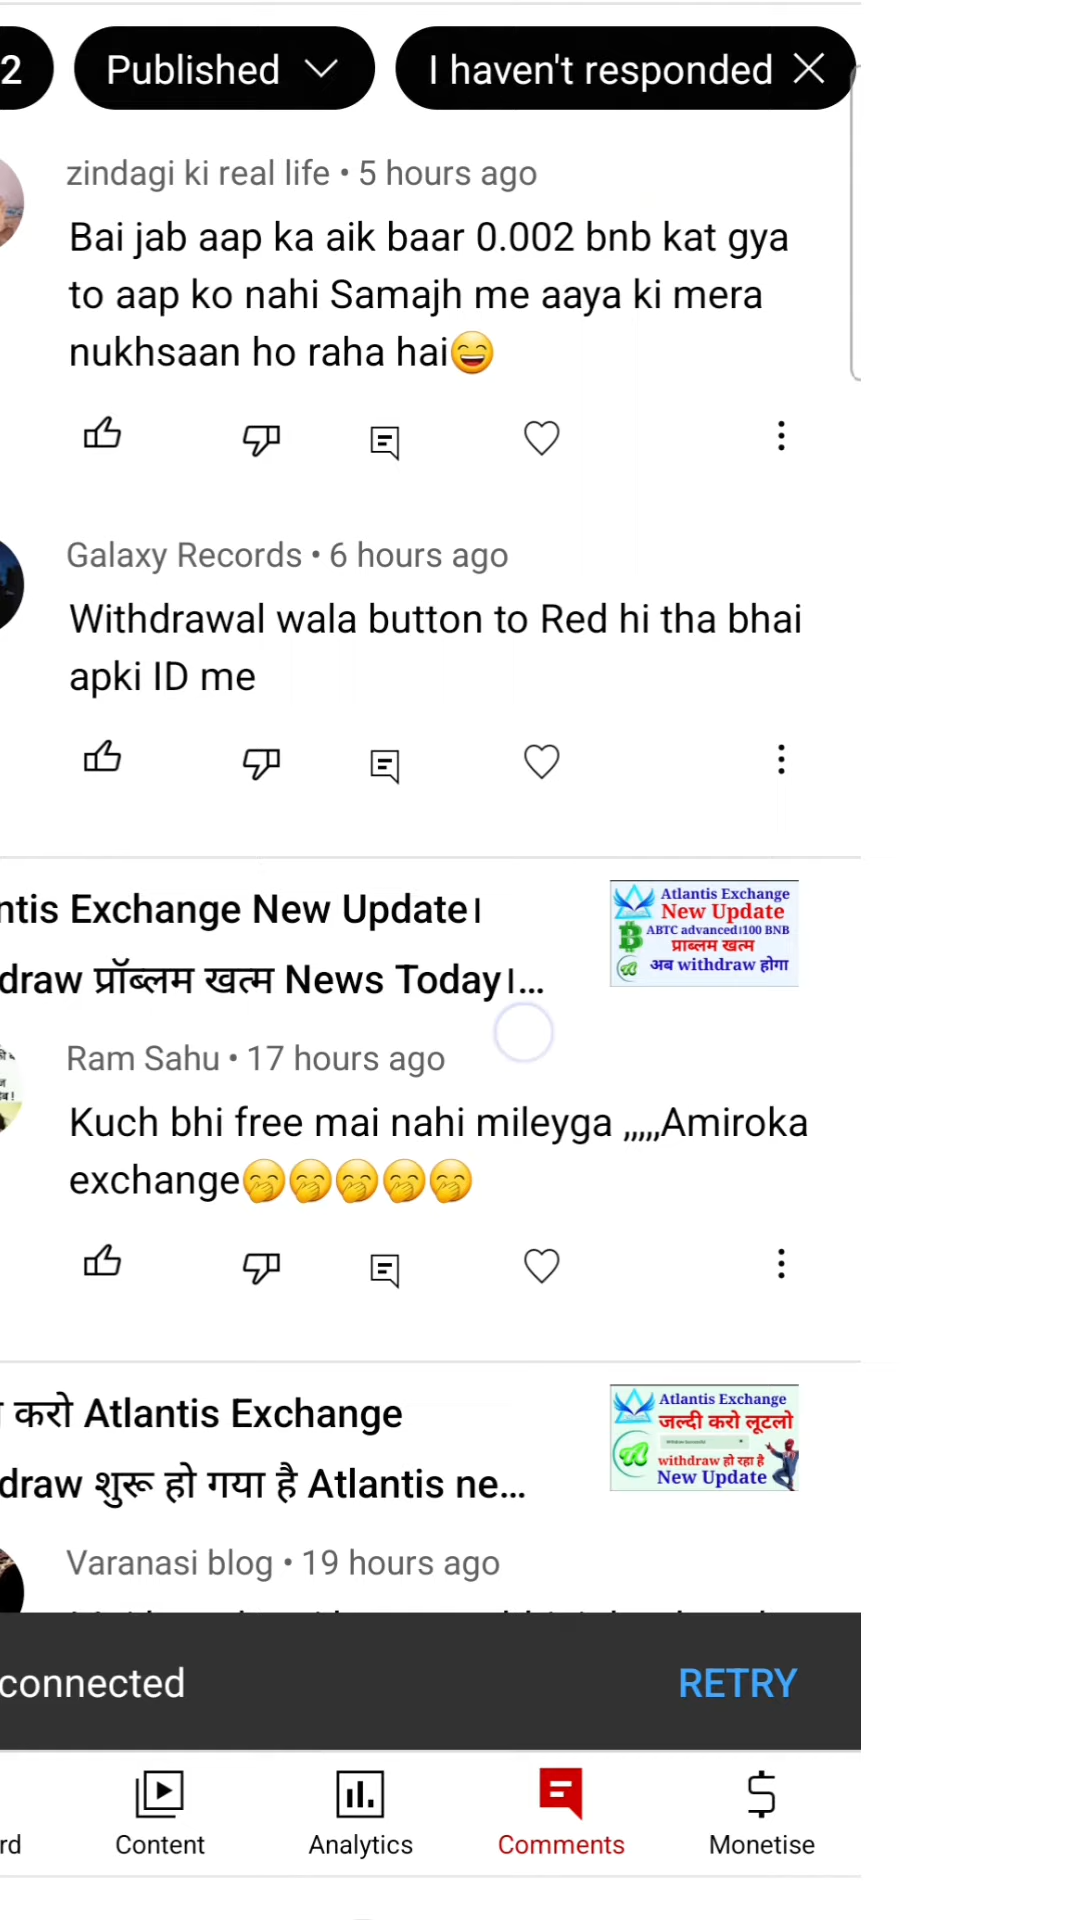 2
Published
I haven't responded
zindagi ki real life • 5 hours ago
Bai jab aap ka aik baar 0.002 bnb kat gya
to aap ko nahi Samajh me aaya ki mera
nukhsaan ho raha hai😄
Galaxy Records • 6 hours ago
Withdrawal wala button to Red hi tha bhai
apki ID me
ntis Exchange New Update।
draw प्रॉब्लम खत्म News Today।...
Atlantis Exchange
New Update
ABTC advanced।100 BNB
प्राब्लम खत्म
अब withdraw होगा
Ram Sahu • 17 hours ago
Kuch bhi free mai nahi mileyga ,,,,,Amiroka
exchange🤭🤭🤭🤭🤭
करो Atlantis Exchange
draw शुरू हो गया है Atlantis ne...
Atlantis Exchange
जल्दी करो लूटलो
withdraw हो रहा है
New Update
Varanasi blog • 19 hours ago
connected
RETRY
rd
Content
Analytics
Comments
Monetise